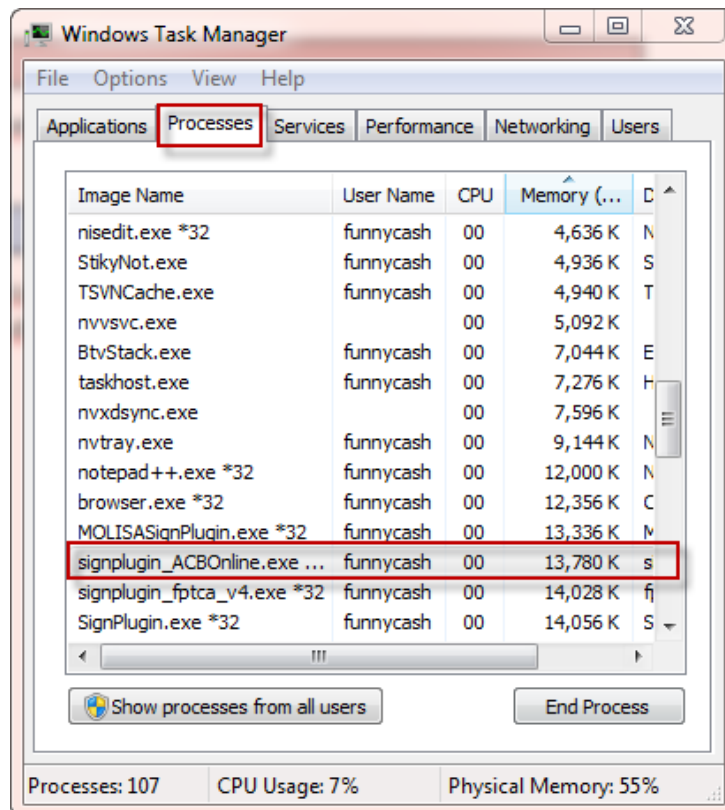 Windows Task Manager
File Options View Help
Applications Processes Services Performance Networking Users
Image Name User Name CPU Memory (... D
nisedit.exe *32 funnycash 00 4,636 K N
StikyNot.exe funnycash 00 4,936 K S
TSVNCache.exe funnycash 00 4,940 K T
nvvsvc.exe 00 5,092 K
BtvStack.exe funnycash 00 7,044 K E
taskhost.exe funnycash 00 7,276 K H
nvxdsync.exe 00 7,596 K
nvtray.exe funnycash 00 9,144 K N
notepad++.exe *32 funnycash 00 12,000 K N
browser.exe *32 funnycash 00 12,356 K C
MOLISASignPlugin.exe *32 funnycash 00 13,336 K M
signplugin_ACBOnline.exe ... funnycash 00 13,780 K s
signplugin_fptca_v4.exe *32 funnycash 00 14,028 K f
SignPlugin.exe *32 funnycash 00 14,056 K S
Show processes from all users End Process
Processes: 107 CPU Usage: 7% Physical Memory: 55%